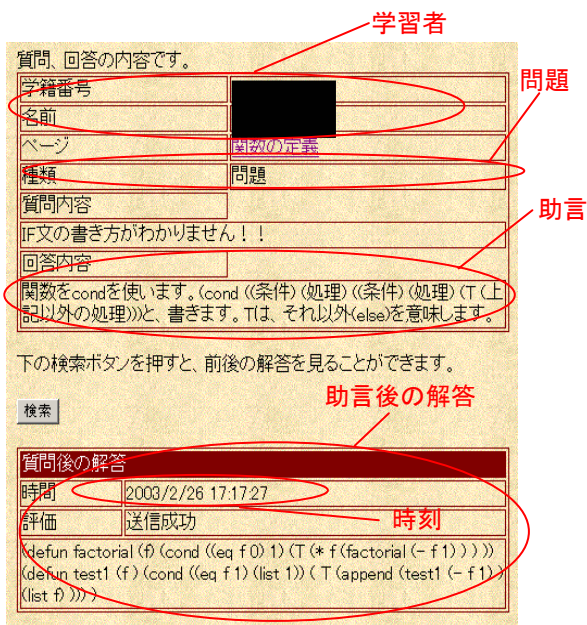 学習者
質問、回答の内容です。
学籍番号
問題
名前
ページ 関数の定義
種類 問題
質問内容
助言
IF文の書き方がわかりません！！
回答内容
関数をcondを使います。(cond ((条件) (処理) ((条件) (処理) (T (上
記以外の処理)))と、書きます。Tは、それ以外(else)を意味します。
下の検索ボタンを押すと、前後の解答を見ることができます。
助言後の解答
検索
質問後の解答
時間 2003/2/26 17:17:27
評価 送信成功
時刻
(defun factorial (f) (cond ((eq f 0) 1) (T (* f (factorial (- f 1) ) ) ))
(defun test1 (f ) (cond ((eq f 1) (list 1)) ( T (append (test1 (- f 1) )
(list f) ))) )